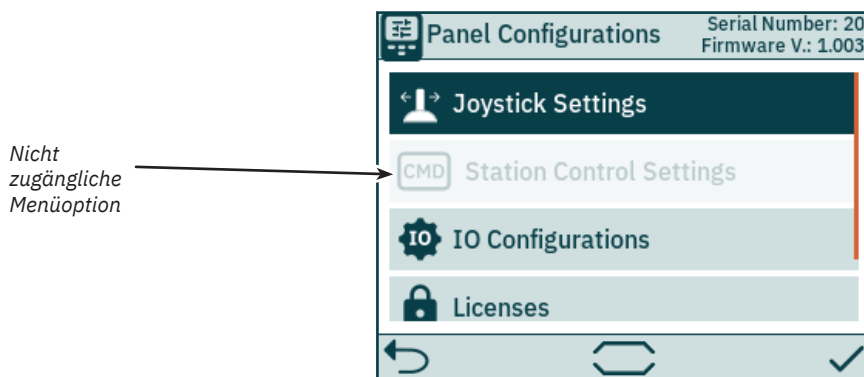 Panel Configurations
Serial Number: 20
Firmware V.: 1.003
Joystick Settings
Nicht
zugängliche
Menüoption
CMD Station Control Settings
IO IO Configurations
Licenses